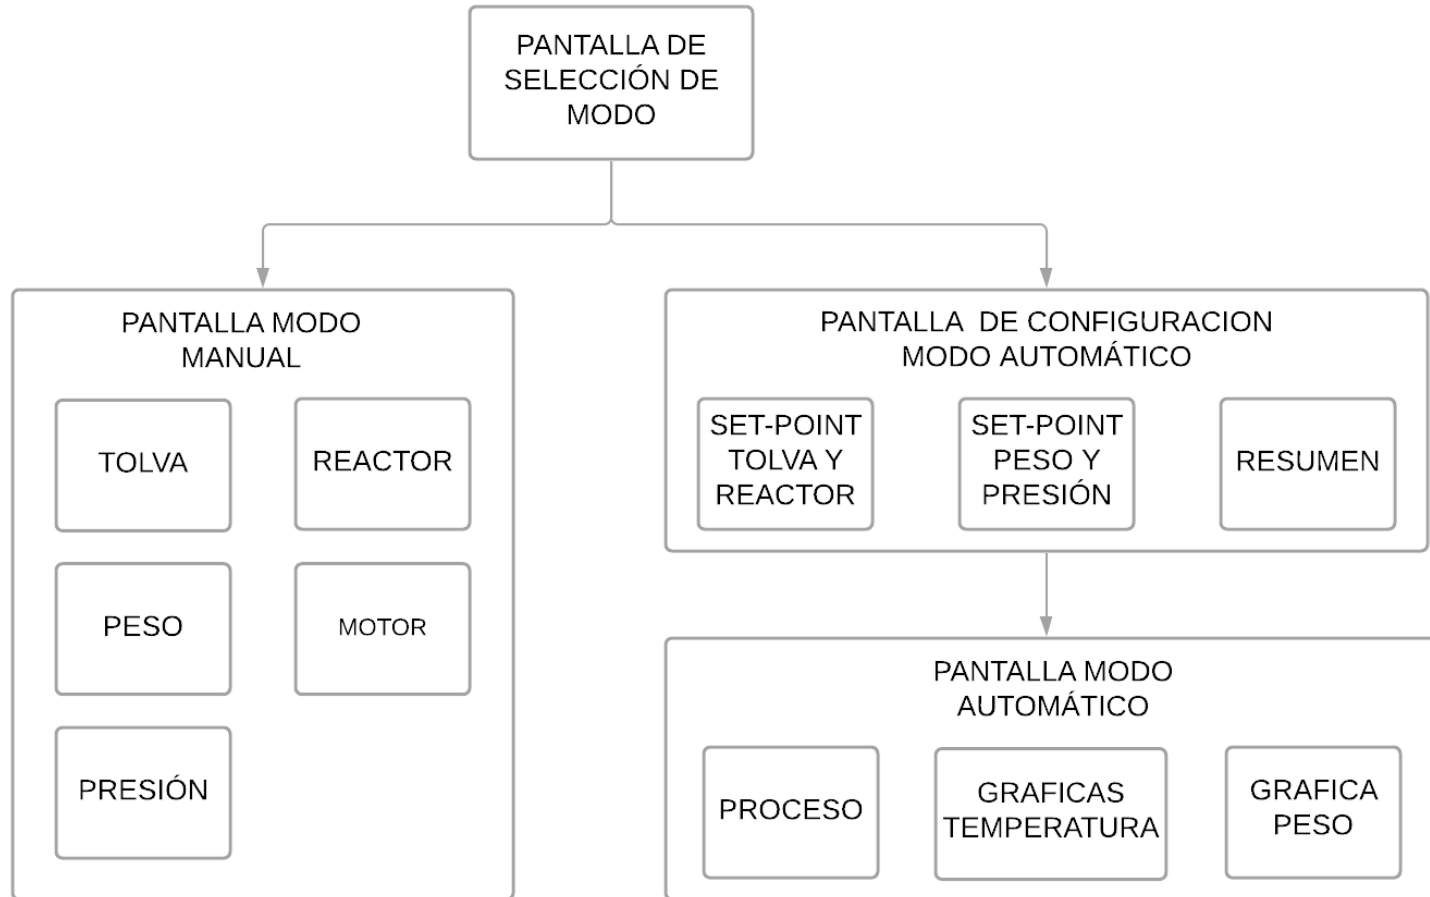 PANTALLA DE
SELECCIÓN DE
MODO
PANTALLA MODO
MANUAL
TOLVA
REACTOR
PESO
MOTOR
PRESIÓN
PANTALLA  DE CONFIGURACION
MODO AUTOMÁTICO
SET-POINT
TOLVA Y
REACTOR
SET-POINT
PESO Y
PRESIÓN
RESUMEN
PANTALLA MODO
AUTOMÁTICO
PROCESO
GRAFICAS
TEMPERATURA
GRAFICA
PESO